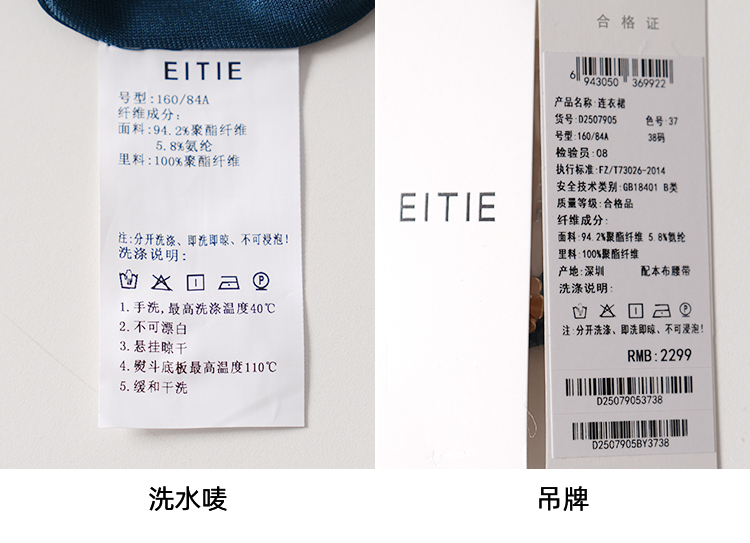 EITIE
号型:160/84A
纤维成分:
面料:94.2%聚酯纤维
5.8%氨纶
里料:100%聚酯纤维
注:分开洗涤、即洗即晾、不可浸泡!
洗涤说明:
1.手洗,最高洗涤温度40℃
2.不可漂白
3.悬挂晾干
4.熨斗底板最高温度110℃
5.缓和干洗
洗水唛
EITIE
合格证
6 943050 369922
产品名称:连衣裙
货号:D2507905 色号:37
号型:160/84A 38码
检验员:08
执行标准:FZ/T73026-2014
安全技术类别:GB18401 B类
质量等级:合格品
纤维成分:
面料:94.2%聚酯纤维 5.8%氨纶
里料:100%聚酯纤维
产地:深圳 配本布腰带
洗涤说明:
注:分开洗涤、即洗即晾、不可浸泡!
RMB:2299
D25079053738
D2507905BY3738
吊牌